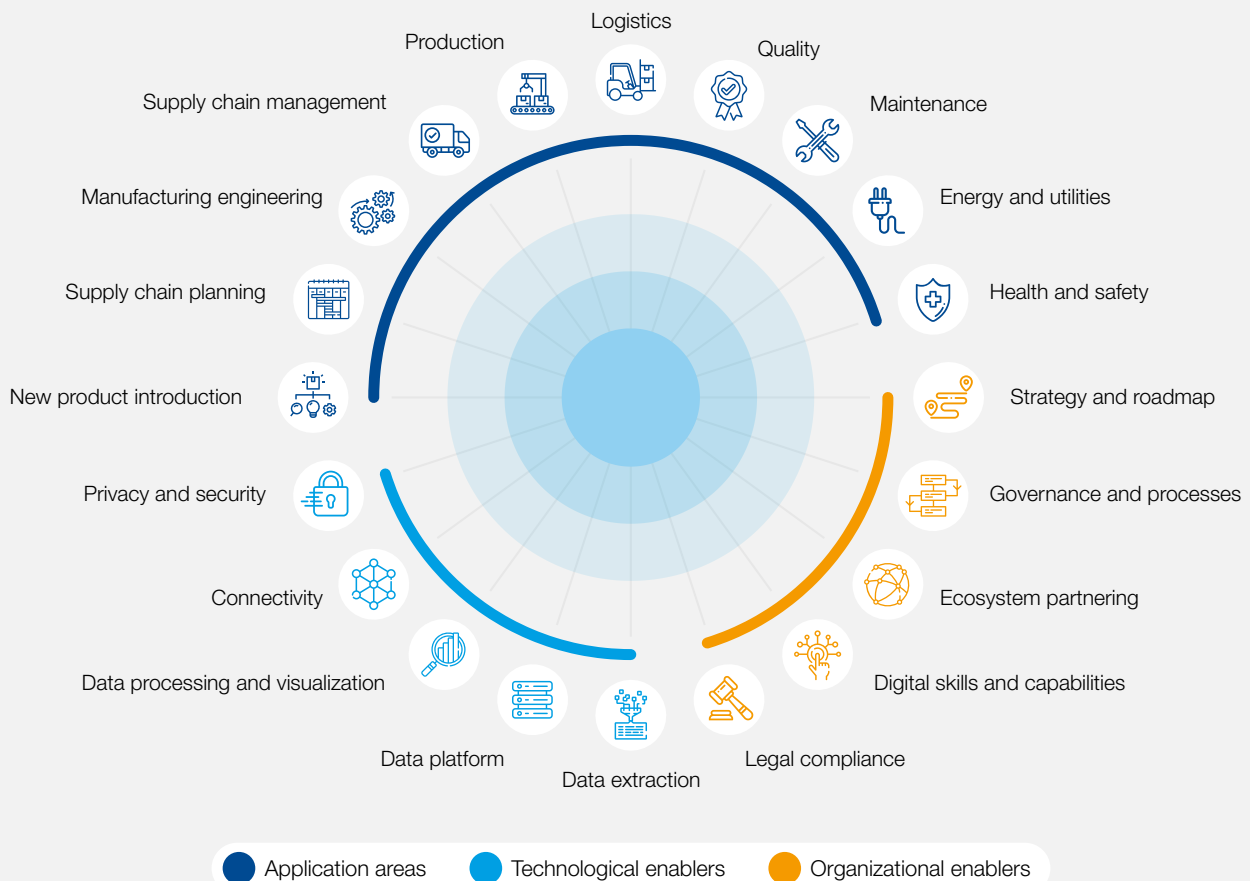 Logistics
Production
Quality
Supply chain management
Maintenance
Manufacturing engineering
Energy and utilities
Supply chain planning
Health and safety
New product introduction
Strategy and roadmap
Privacy and security
Governance and processes
Connectivity
Ecosystem partnering
Data processing and visualization
Digital skills and capabilities
Data platform
Legal compliance
Data extraction
Application areas
Technological enablers
Organizational enablers